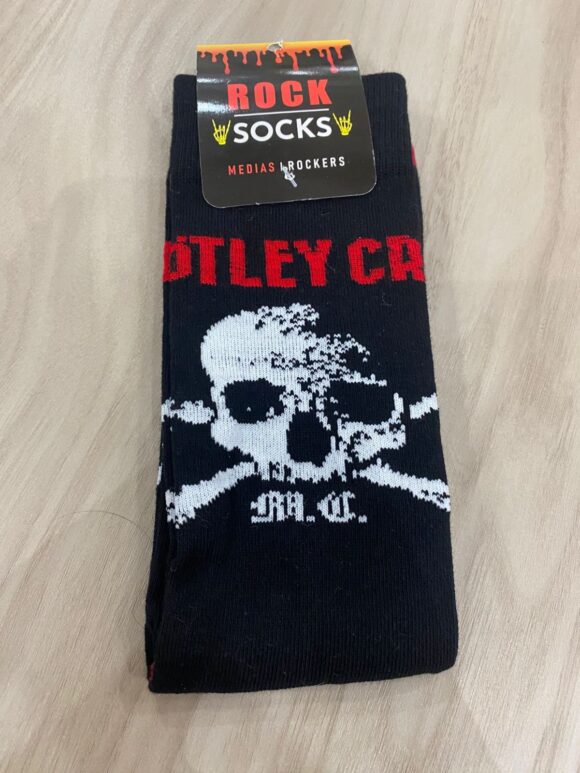 ROCK
SOCKS
MEDIAS | ROCKERS
ÖTLEY CR
M. C.